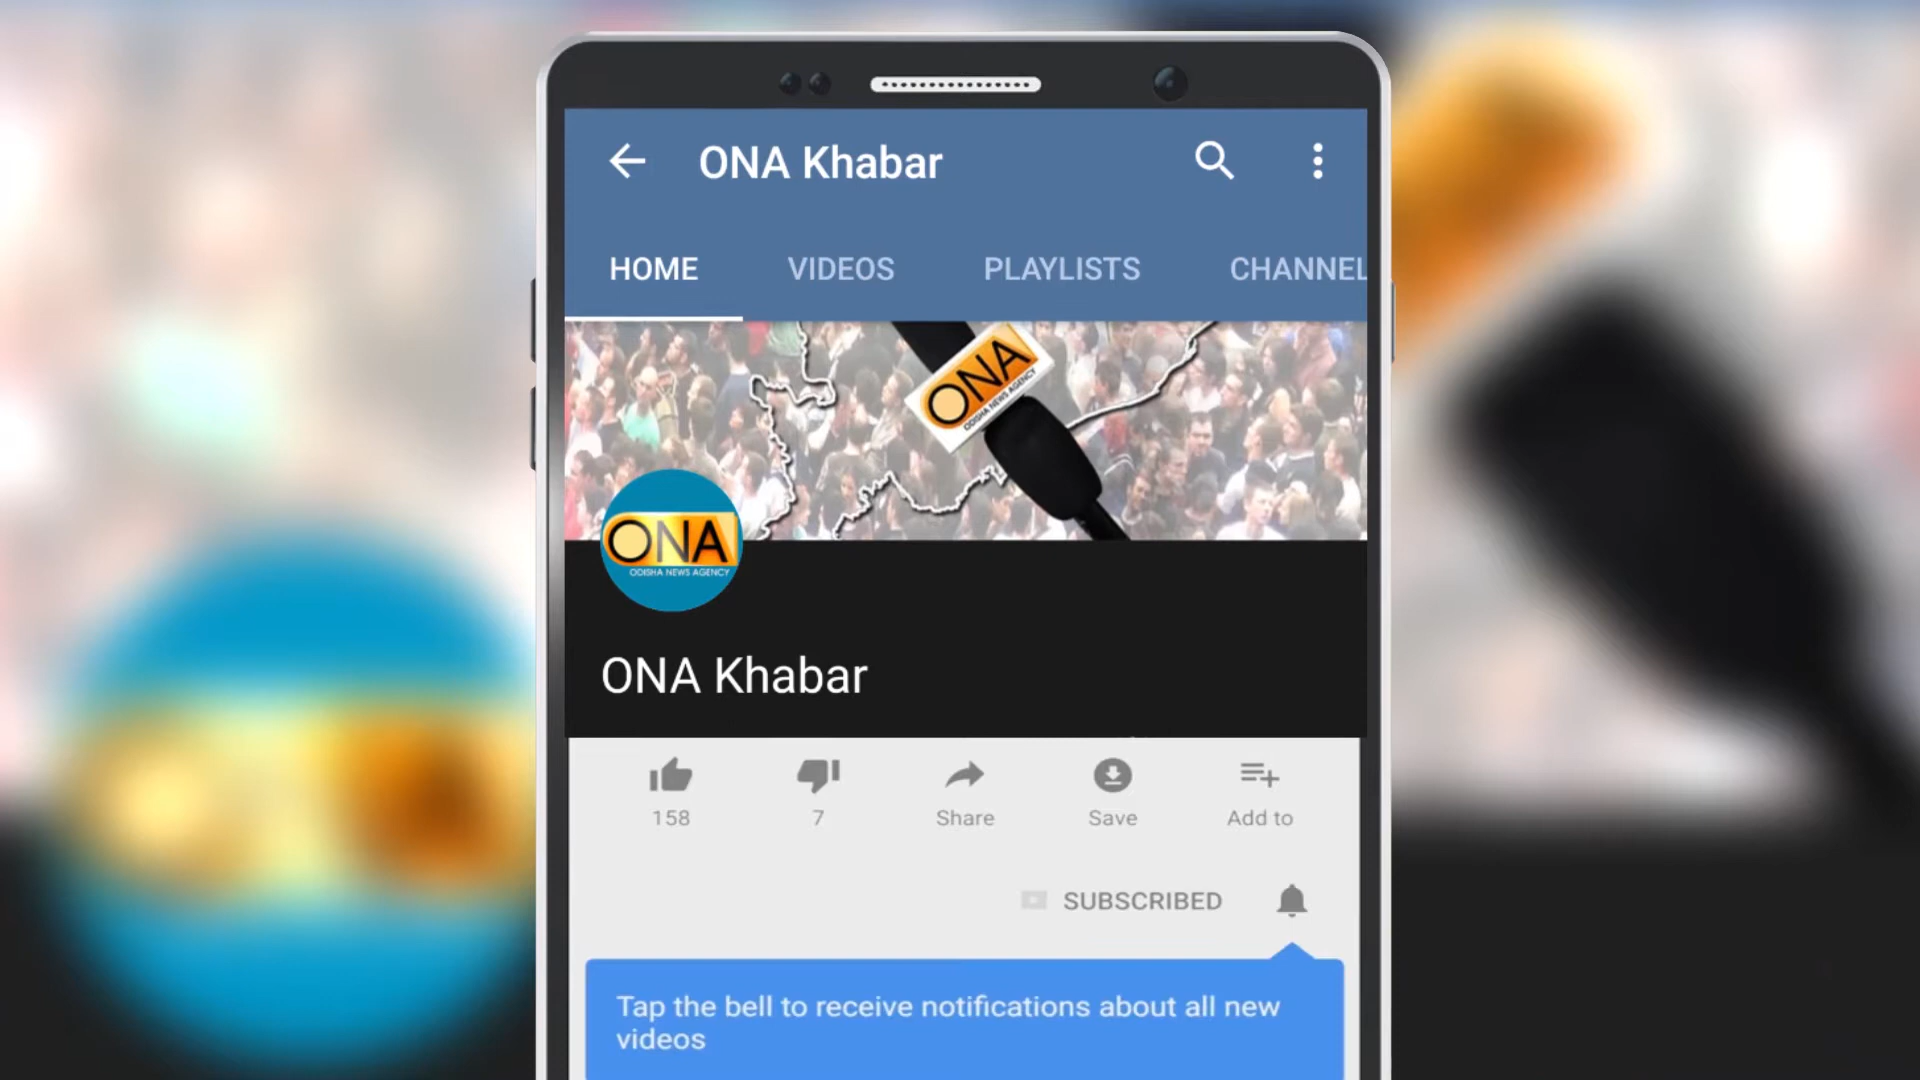 ONA Khabar
HOME VIDEOS PLAYLISTS CHANNEL
ONA
ODISHA NEWS AGENCY
ONA
ODISHA NEWS AGENCY
ONA Khabar
158 7 Share Save Add to
SUBSCRIBED
Tap the bell to receive notifications about all new
videos